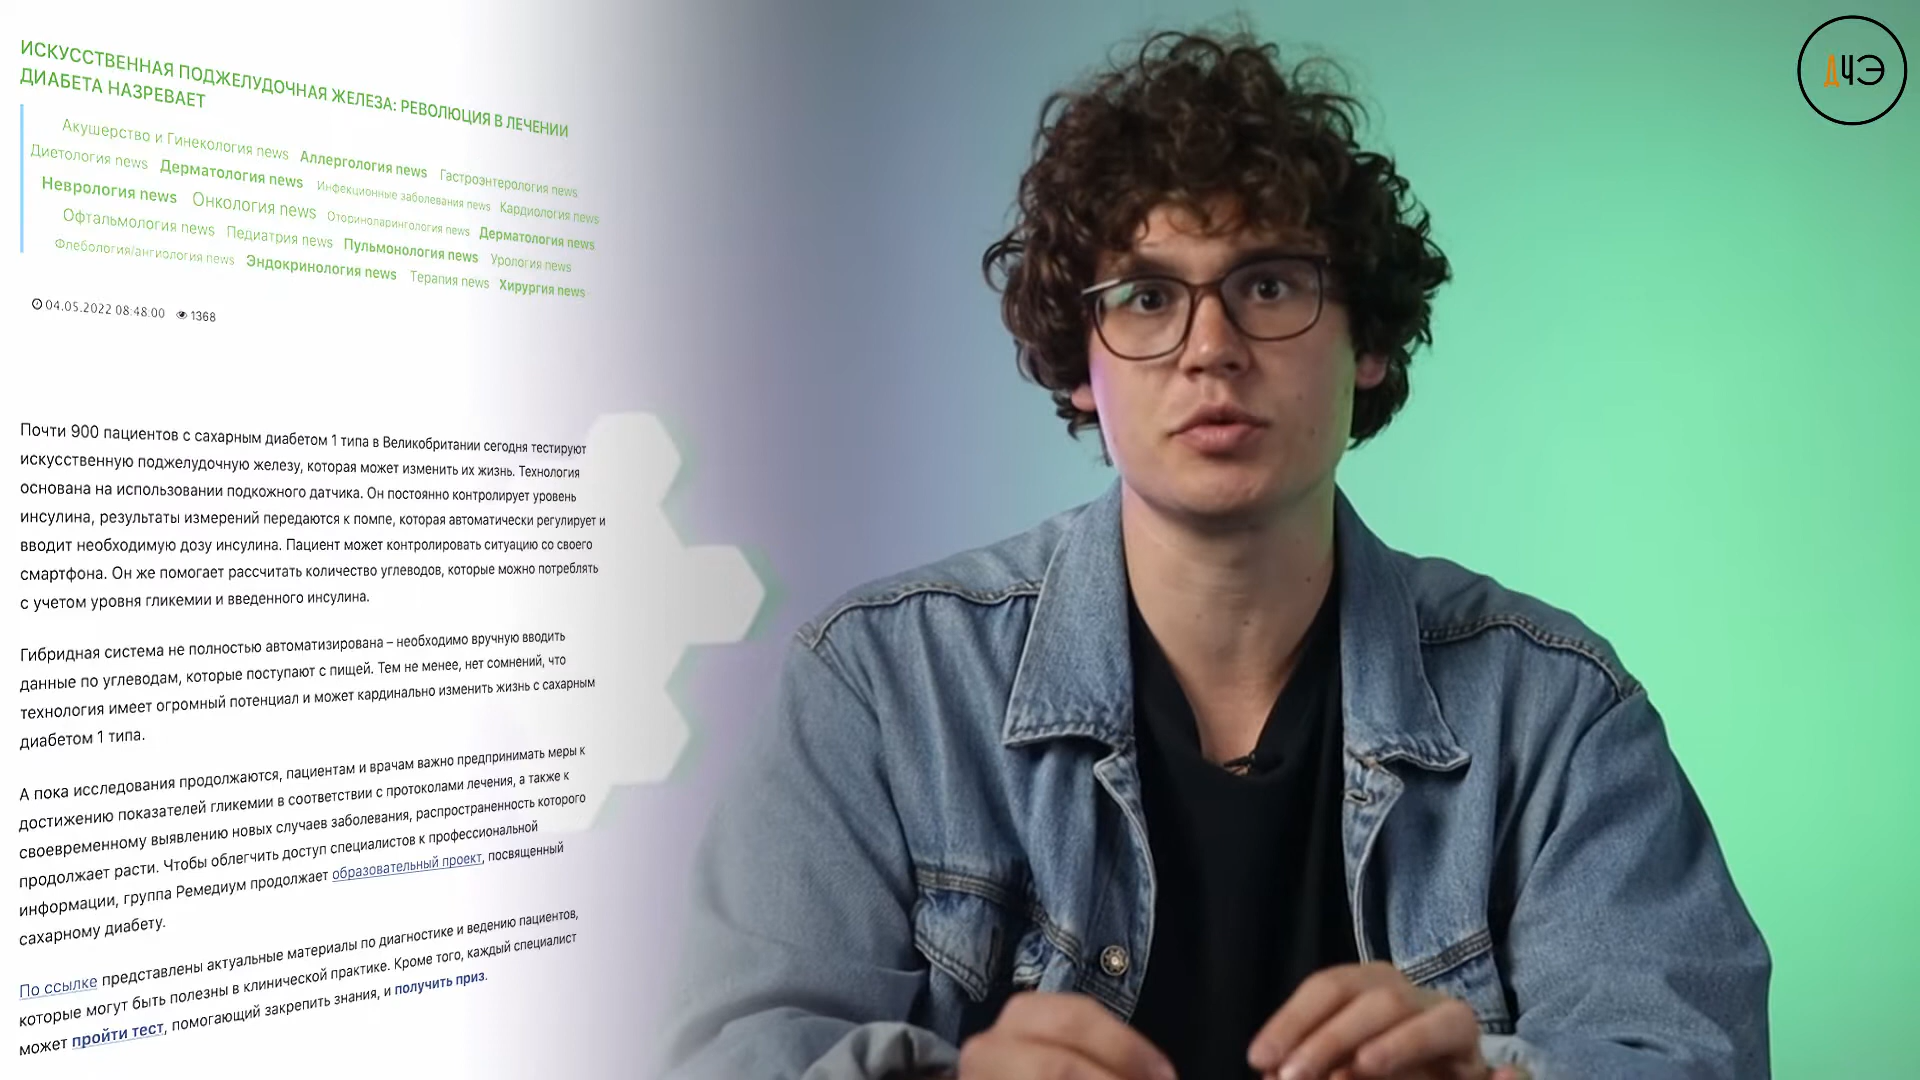 ИСКУССТВЕННАЯ ПОДЖЕЛУДОЧНАЯ ЖЕЛЕЗА: РЕВОЛЮЦИЯ В ЛЕЧЕНИИ
ДИАБЕТА НАЗРЕВАЕТ
Акушерство и Гинекология news Аллергология news Гастроэнтерология news
Диетология news Дерматология news Инфекционные заболевания news Кардиология news
Неврология news Онкология news Оториноларингология news Дерматология news
Офтальмология news Педиатрия news Пульмонология news Урология news
Флебология/ангиология news Эндокринология news Терапия news Хирургия news
04.05.2022 08:48:00 1368
Почти 900 пациентов с сахарным диабетом 1 типа в Великобритании сегодня тестируют
искусственную поджелудочную железу, которая может изменить их жизнь. Технология
основана на использовании подкожного датчика. Он постоянно контролирует уровень
инсулина, результаты измерений передаются к помпе, которая автоматически регулирует и
вводит необходимую дозу инсулина. Пациент может контролировать ситуацию со своего
смартфона. Он же помогает рассчитать количество углеводов, которые можно потреблять
с учетом уровня гликемии и введенного инсулина.
Гибридная система не полностью автоматизирована – необходимо вручную вводить
данные по углеводам, которые поступают с пищей. Тем не менее, нет сомнений, что
технология имеет огромный потенциал и может кардинально изменить жизнь с сахарным
диабетом 1 типа.
А пока исследования продолжаются, пациентам и врачам важно предпринимать меры к
достижению показателей гликемии в соответствии с протоколами лечения, а также к
своевременному выявлению новых случаев заболевания, распространенность которого
продолжает расти. Чтобы облегчить доступ специалистов к профессиональной
информации, группа Ремедиум продолжает образовательный проект, посвященный
сахарному диабету.
По ссылке представлены актуальные материалы по диагностике и ведению пациентов,
которые могут быть полезны в клинической практике. Кроме того, каждый специалист
может пройти тест, помогающий закрепить знания, и получить приз.
ДЧЭ